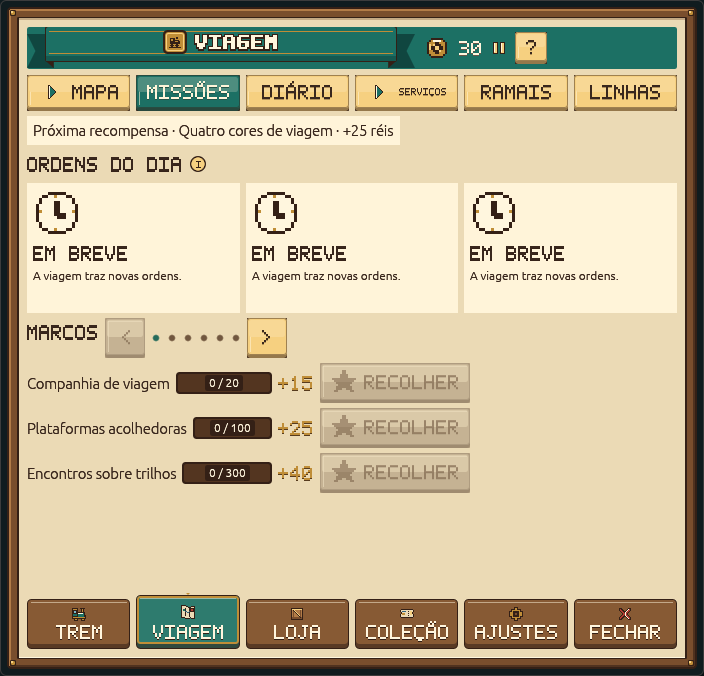 VIAGEM
30
?
MAPA
MISSÕES
DIÁRIO
SERVIÇOS
RAMAIS
LINHAS
Próxima recompensa · Quatro cores de viagem · +25 réis
ORDENS DO DIA
I
EM BREVE
A viagem traz novas ordens.
EM BREVE
A viagem traz novas ordens.
EM BREVE
A viagem traz novas ordens.
MARCOS
Companhia de viagem 0 / 20 +15 RECOLHER
Plataformas acolhedoras 0 / 100 +25 RECOLHER
Encontros sobre trilhos 0 / 300 +40 RECOLHER
TREM
VIAGEM
LOJA
COLEÇÃO
AJUSTES
FECHAR